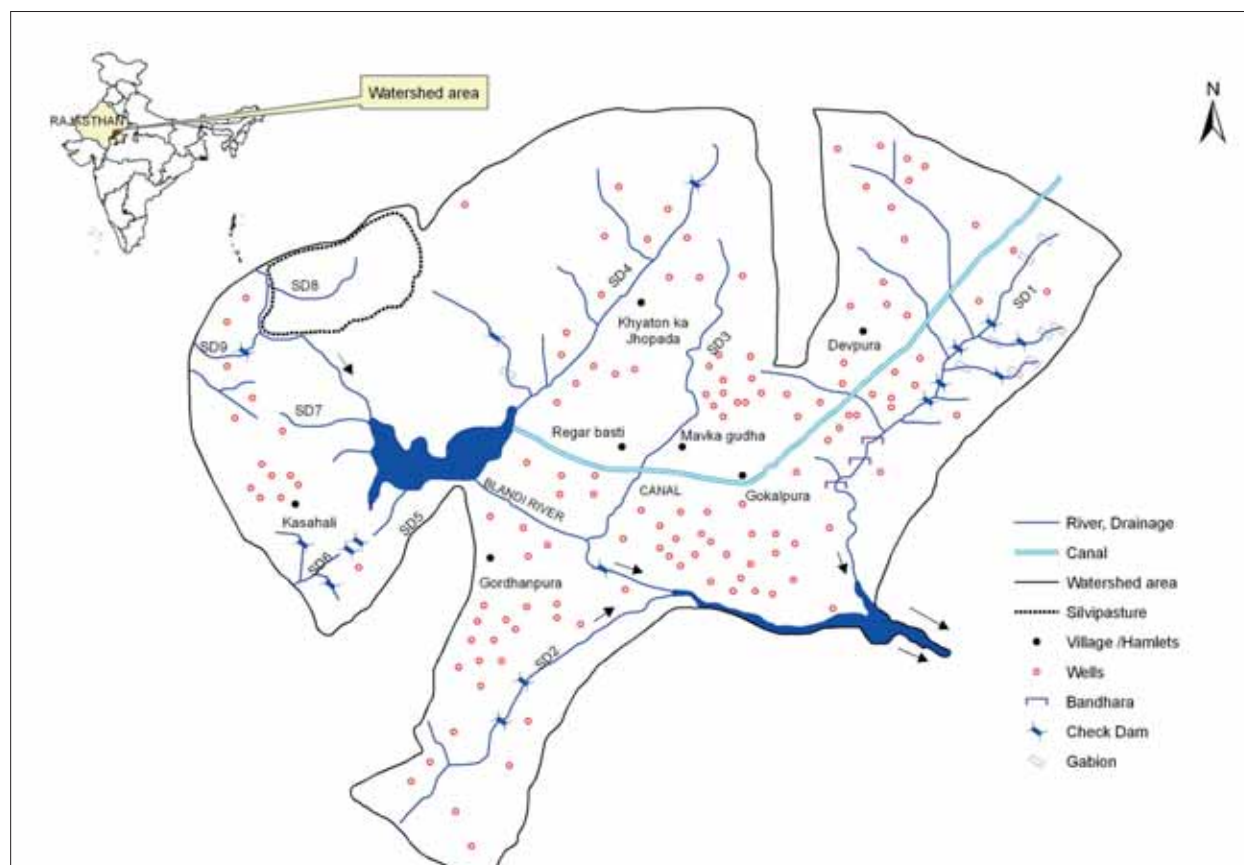 RAJASTHAN
Watershed area
N
SD8
SD4
SD1
Khyaton ka
Jhopada
SD3
Devpura
SD9
SD7
Regar basti
Mavka gudha
BLANDI RIVER
CANAL
Gokalpura
Kasahali
SD5
SD6
Gordhanpura
SD2
River, Drainage
Canal
Watershed area
Silvipasture
Village /Hamlets
Wells
Bandhara
Check Dam
Gabion